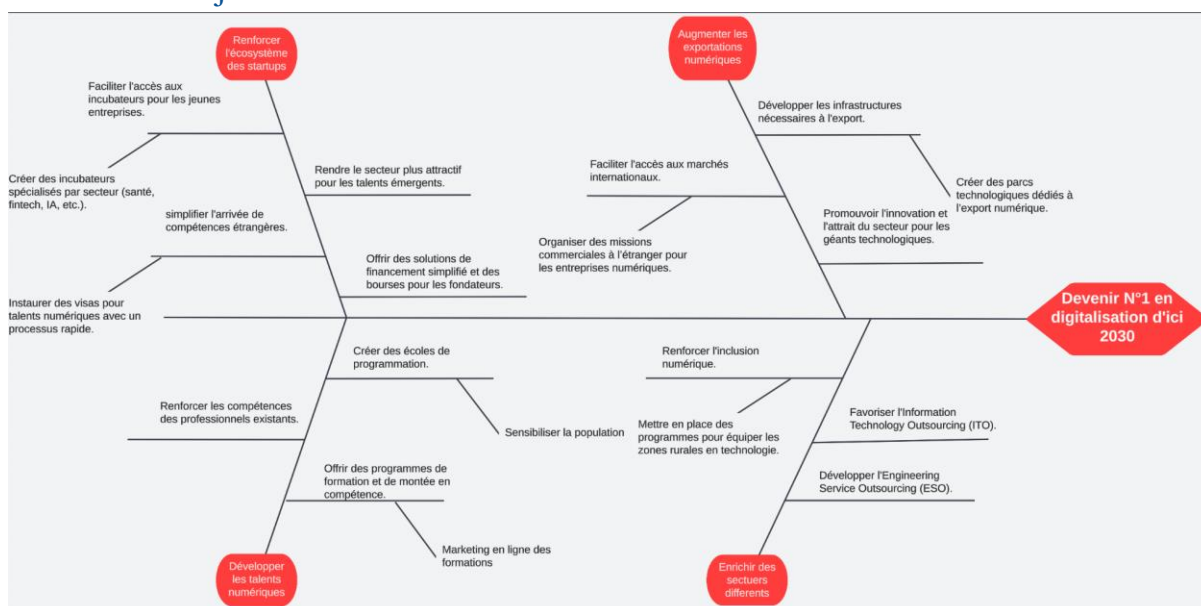 Renforcer
l'écosystème
des startups
Faciliter l'accès aux
incubateurs pour les jeunes
entreprises.
Créer des incubateurs
spécialisés par secteur (santé,
fintech, IA, etc.).
Rendre le secteur plus attractif
pour les talents émergents.
simplifier l'arrivée de
compétences étrangères.
Instaurer des visas pour
talents numériques avec un
processus rapide.
Offrir des solutions de
financement simplifié et des
bourses pour les fondateurs.
Augmenter les
exportations
numériques
Développer les infrastructures
nécessaires à l'export.
Créer des parcs
technologiques dédiés à
l'export numérique.
Faciliter l'accès aux marchés
internationaux.
Organiser des missions
commerciales à l'étranger pour
les entreprises numériques.
Promouvoir l'innovation et
l'attrait du secteur pour les
géants technologiques.
Devenir N°1 en
digitalisation d'ici
2030
Créer des écoles de
programmation.
Sensibiliser la population
Renforcer les compétences
des professionnels existants.
Offrir des programmes de
formation et de montée en
compétence.
Marketing en ligne des
formations
Développer
les talents
numériques
Renforcer l'inclusion
numérique.
Mettre en place des
programmes pour équiper les
zones rurales en technologie.
Favoriser l'Information
Technology Outsourcing (ITO).
Développer l'Engineering
Service Outsourcing (ESO).
Enrichir des
sectuers
differents